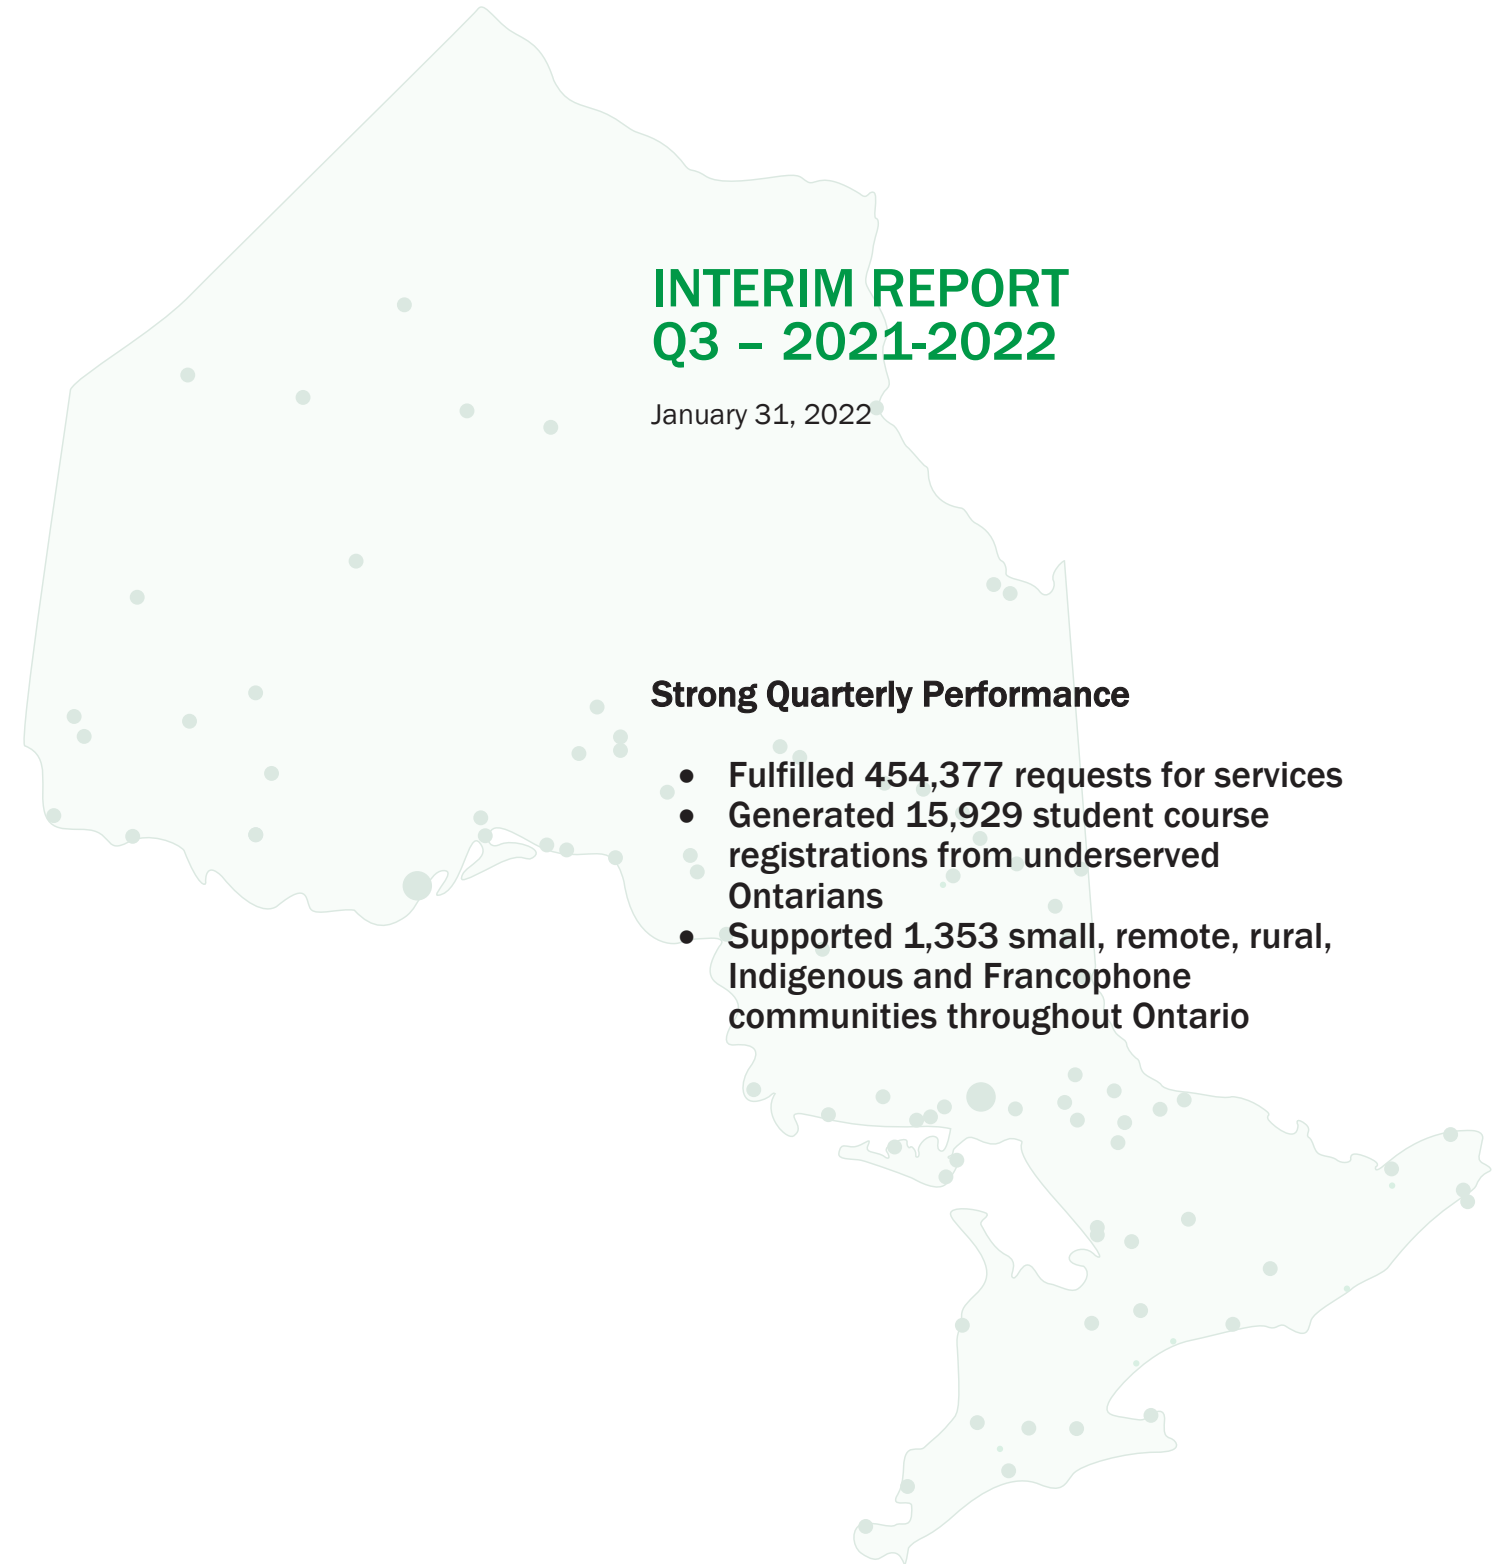 INTERIM REPORT
Q3 – 2021-2022
January 31, 2022
Strong Quarterly Performance
• Fulfilled 454,377 requests for services
• Generated 15,929 student course
registrations from underserved
Ontarians
• Supported 1,353 small, remote, rural,
Indigenous and Francophone
communities throughout Ontario